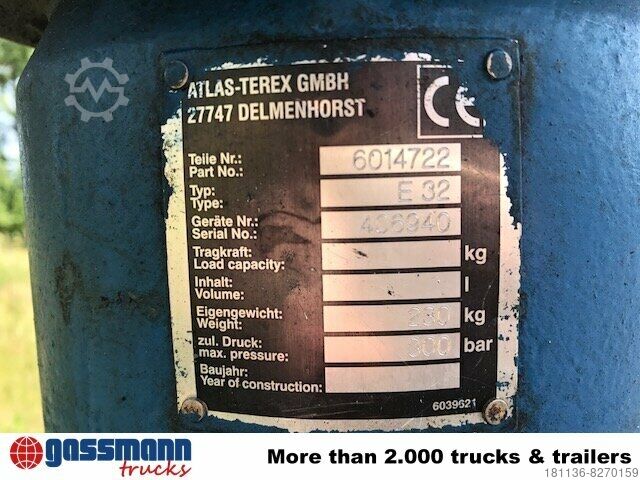 ATLAS-TEREX GMBH
27747 DELMENHORST
CE
Teile Nr.:
Part No.: 6014722
Typ:
Type: E 32
Geräte Nr.:
Serial No.: 406940
Tragkraft:
Load capacity: kg
Inhalt:
Volume: l
Eigengewicht:
Weight: 230 kg
zul. Druck:
max. pressure: 300 bar
Baujahr:
Year of construction:
6039621
gassmann
trucks
More than 2.000 trucks & trailers
181136-8270159